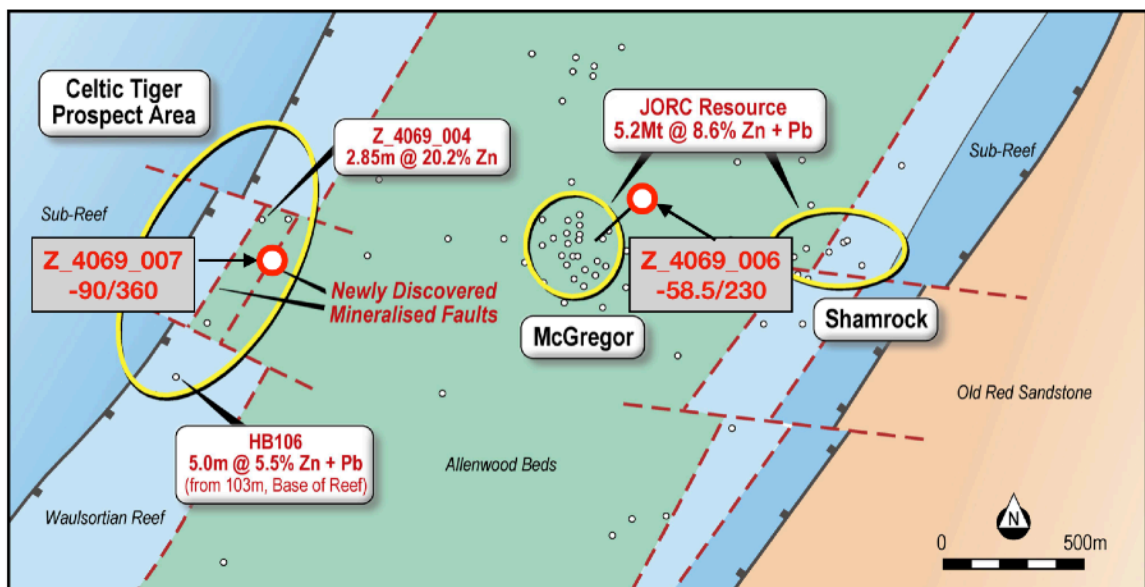 Celtic Tiger
Prospect Area
Z_4069_004
2.85m @ 20.2% Zn
JORC Resource
5.2Mt @ 8.6% Zn + Pb
Sub-Reef
Sub-Reef
Z_4069_007
-90/360
Newly Discovered
Mineralised Faults
Z_4069_006
-58.5/230
McGregor
Shamrock
Old Red Sandstone
HB106
5.0m @ 5.5% Zn + Pb
(from 103m, Base of Reef)
Allenwood Beds
Waulsortian Reef
N
0 500m